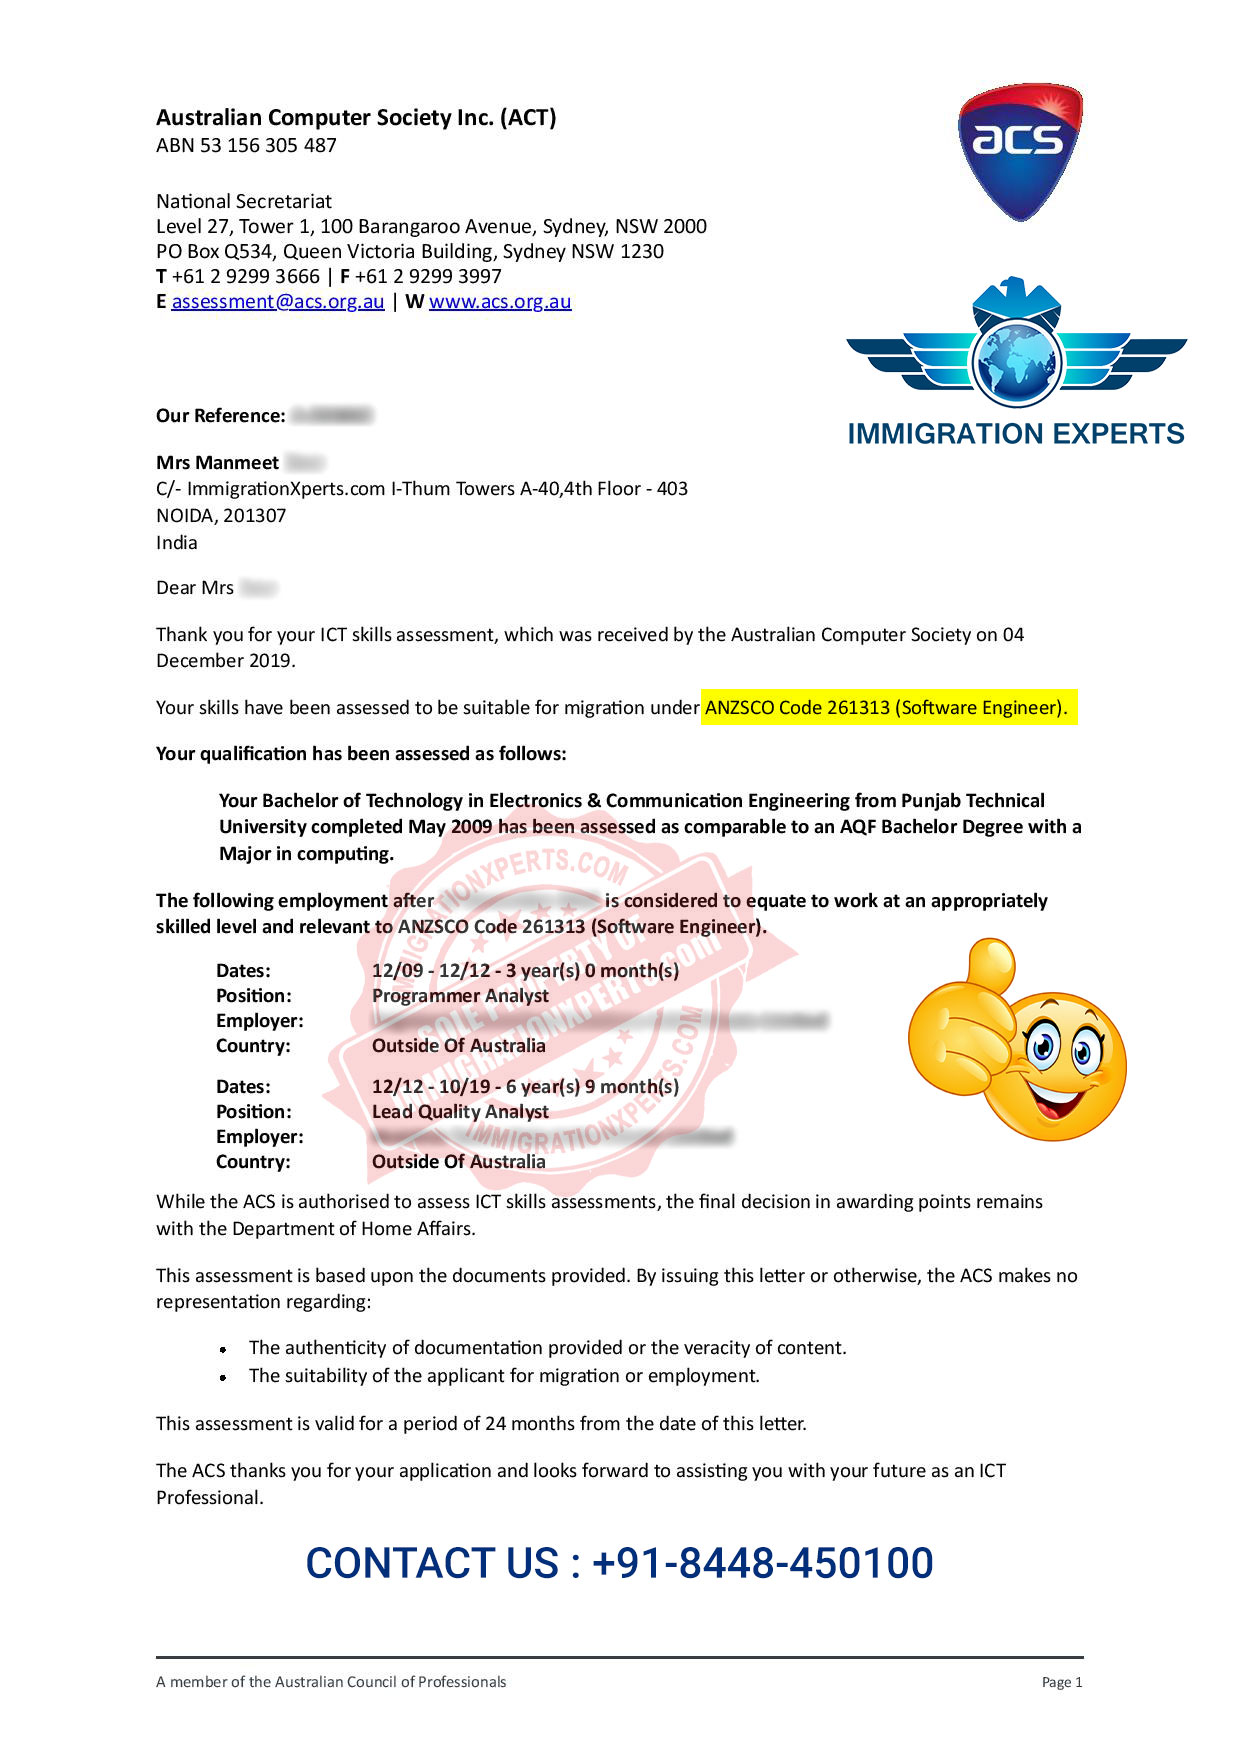 Australian Computer Society Inc. (ACT)
ABN 53 156 305 487
acs
National Secretariat
Level 27, Tower 1, 100 Barangaroo Avenue, Sydney, NSW 2000
PO Box Q534, Queen Victoria Building, Sydney NSW 1230
T +61 2 9299 3666 | F +61 2 9299 3997
E assessment@acs.org.au | W www.acs.org.au
IMMIGRATION EXPERTS
Our Reference:
Mrs Manmeet
C/- ImmigrationXperts.com I-Thum Towers A-40,4th Floor - 403
NOIDA, 201307
India
Dear Mrs
Thank you for your ICT skills assessment, which was received by the Australian Computer Society on 04
December 2019.
Your skills have been assessed to be suitable for migration under ANZSCO Code 261313 (Software Engineer).
Your qualification has been assessed as follows:
Your Bachelor of Technology in Electronics & Communication Engineering from Punjab Technical
University completed May 2009 has been assessed as comparable to an AQF Bachelor Degree with a
Major in computing.
The following employment after is considered to equate to work at an appropriately
skilled level and relevant to ANZSCO Code 261313 (Software Engineer).
Dates: 12/09 - 12/12 - 3 year(s) 0 month(s)
Position: Programmer Analyst
Employer:
Country: Outside Of Australia
Dates: 12/12 - 10/19 - 6 year(s) 9 month(s)
Position: Lead Quality Analyst
Employer:
Country: Outside Of Australia
IMMIGRATIONXPERTS.COM
SOLE PROPERTY OF
IMMIGRATIONXPERTS.com
IMMIGRATIONXPERTS.COM
While the ACS is authorised to assess ICT skills assessments, the final decision in awarding points remains
with the Department of Home Affairs.
This assessment is based upon the documents provided. By issuing this letter or otherwise, the ACS makes no
representation regarding:
• The authenticity of documentation provided or the veracity of content.
• The suitability of the applicant for migration or employment.
This assessment is valid for a period of 24 months from the date of this letter.
The ACS thanks you for your application and looks forward to assisting you with your future as an ICT
Professional.
CONTACT US : +91-8448-450100
A member of the Australian Council of Professionals Page 1